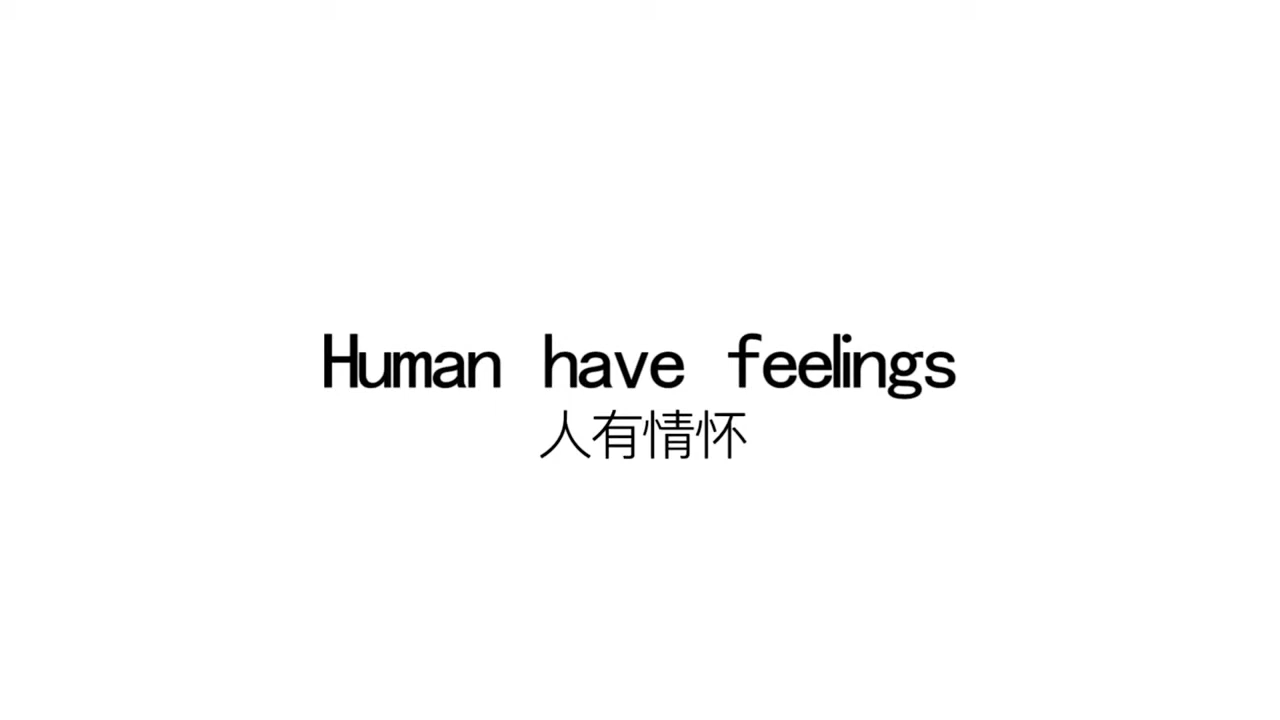 Human have feelings
人有情怀